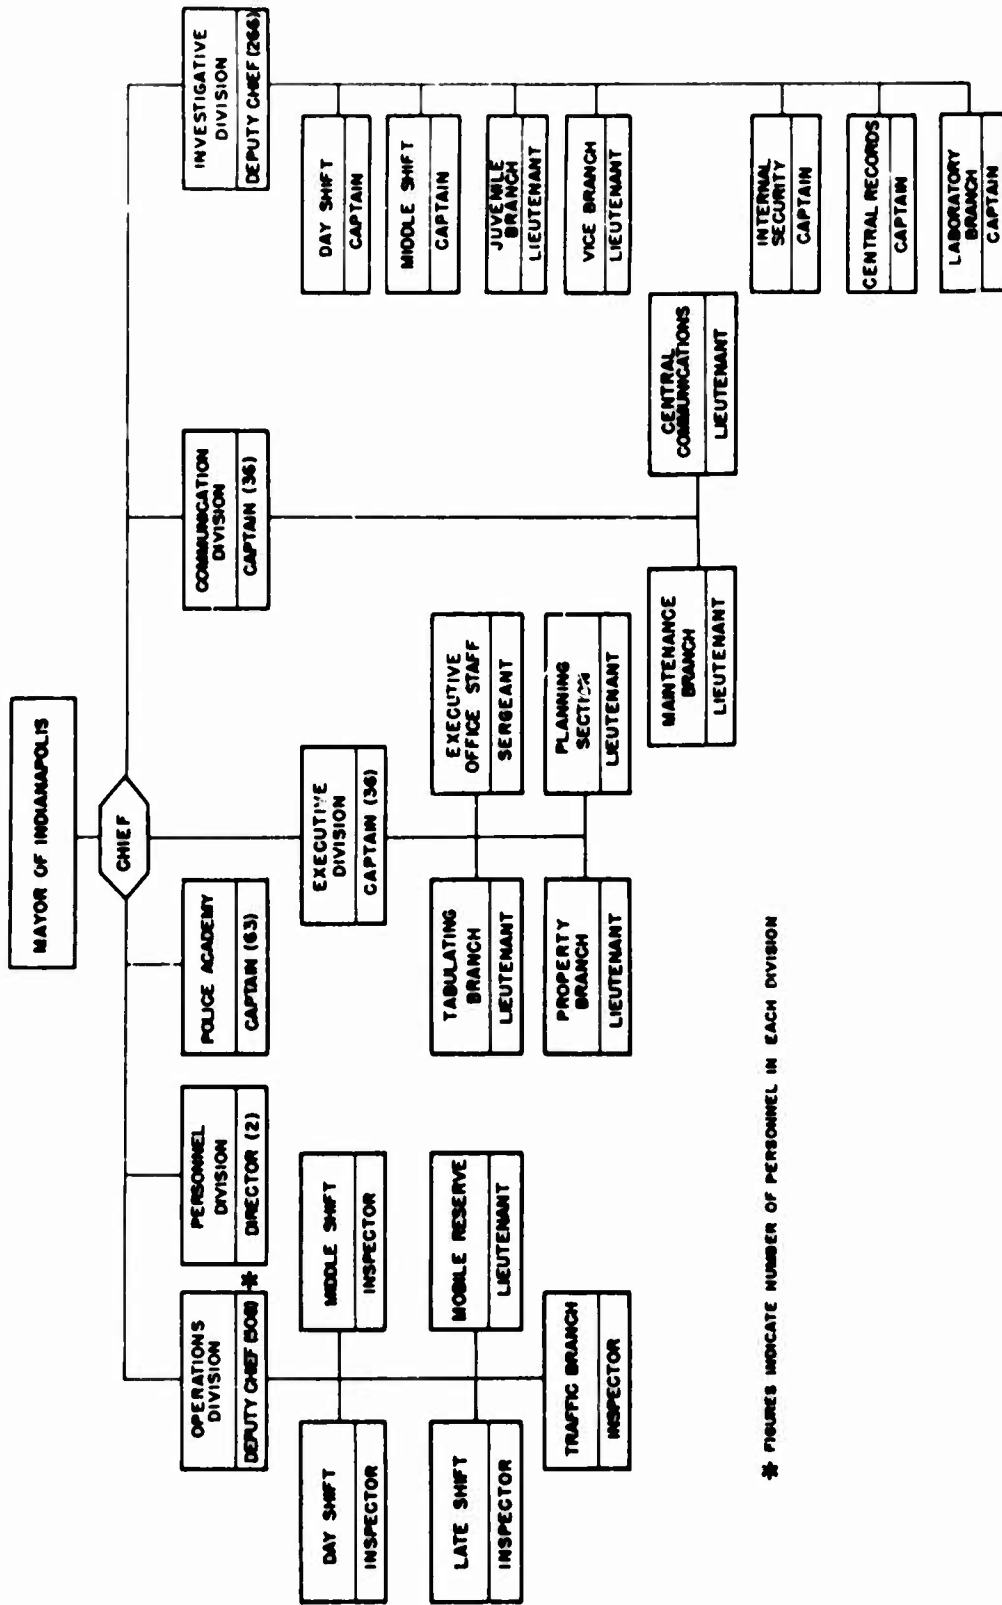 MAYOR OF INDIANAPOLIS
CHIEF
OPERATIONS
DIVISION
DEPUTY CHIEF (508) *
PERSONNEL
DIVISION
DIRECTOR (2)
POLICE ACADEMY
CAPTAIN (63)
EXECUTIVE
DIVISION
CAPTAIN (36)
COMMUNICATION
DIVISION
CAPTAIN (36)
INVESTIGATIVE
DIVISION
DEPUTY CHIEF (266)
DAY SHIFT
INSPECTOR
MIDDLE SHIFT
INSPECTOR
LATE SHIFT
INSPECTOR
MOBILE RESERVE
LIEUTENANT
TRAFFIC BRANCH
INSPECTOR
TABULATING
BRANCH
LIEUTENANT
EXECUTIVE
OFFICE STAFF
SERGEANT
PROPERTY
BRANCH
LIEUTENANT
PLANNING
SECTION
LIEUTENANT
MAINTENANCE
BRANCH
LIEUTENANT
CENTRAL
COMMUNICATIONS
LIEUTENANT
DAY SHIFT
CAPTAIN
MIDDLE SHIFT
CAPTAIN
JUVENILE
BRANCH
LIEUTENANT
VICE BRANCH
LIEUTENANT
INTERNAL
SECURITY
CAPTAIN
CENTRAL RECORDS
CAPTAIN
LABORATORY
BRANCH
CAPTAIN
* FIGURES INDICATE NUMBER OF PERSONNEL IN EACH DIVISION